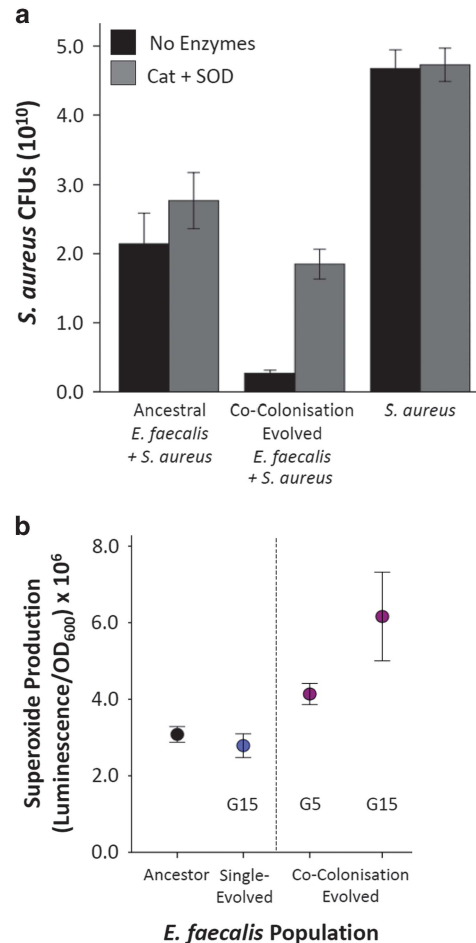 a
No Enzymes
Cat + SOD
S. aureus CFUs (10¹⁰)
5.0
4.0
3.0
2.0
1.0
0.0
Ancestral
E. faecalis
+ S. aureus
Co-Colonisation
Evolved
E. faecalis
+ S. aureus
S. aureus
b
Superoxide Production
(Luminescence/OD₆₀₀) x 10⁶
8.0
6.0
4.0
2.0
0.0
G15
G5
G15
Ancestor
Single-
Evolved
Co-Colonisation
Evolved
E. faecalis Population